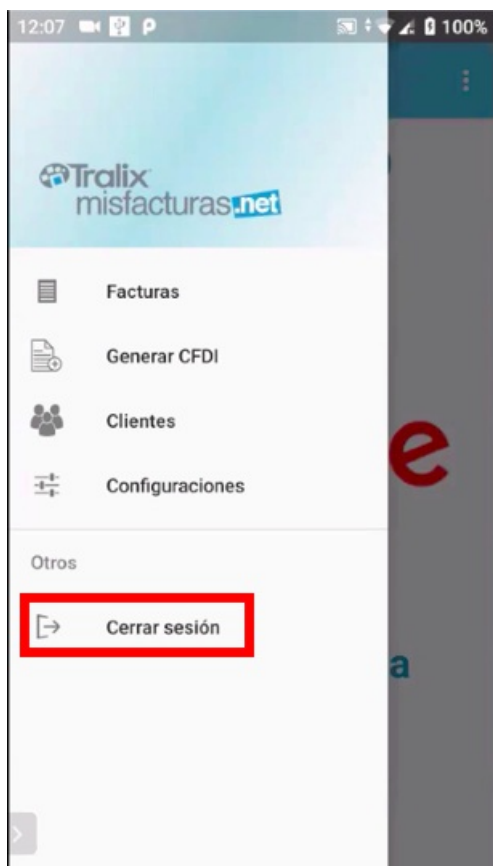 12:07
100%
Tralix
misfacturas.net
Facturas
Generar CFDI
Clientes
e
Configuraciones
Otros
Cerrar sesión
a